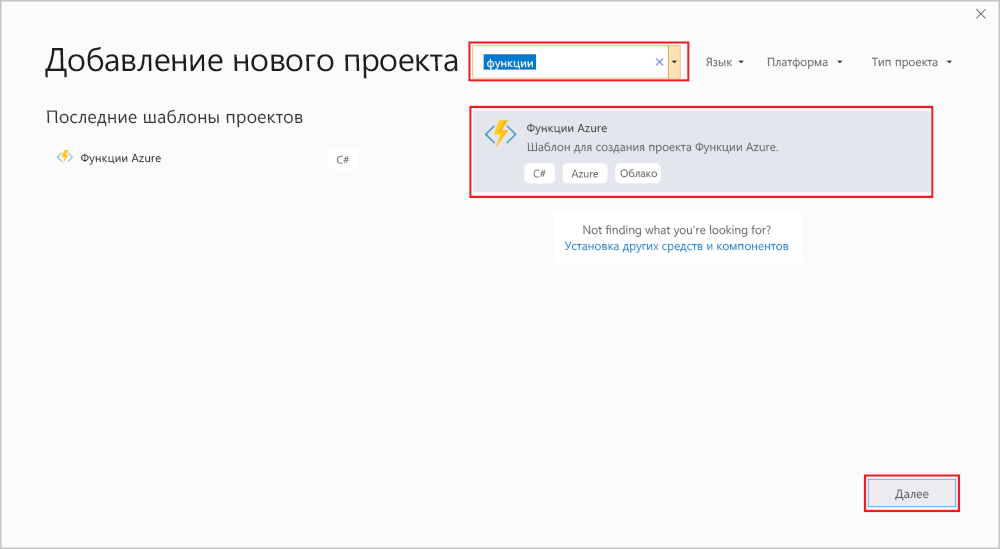 Добавление нового проекта
функции
Язык
Платформа
Тип проекта
Последние шаблоны проектов
Функции Azure
C#
Функции Azure
Шаблон для создания проекта Функции Azure.
C# Azure Облако
Not finding what you're looking for?
Установка других средств и компонентов
Далее